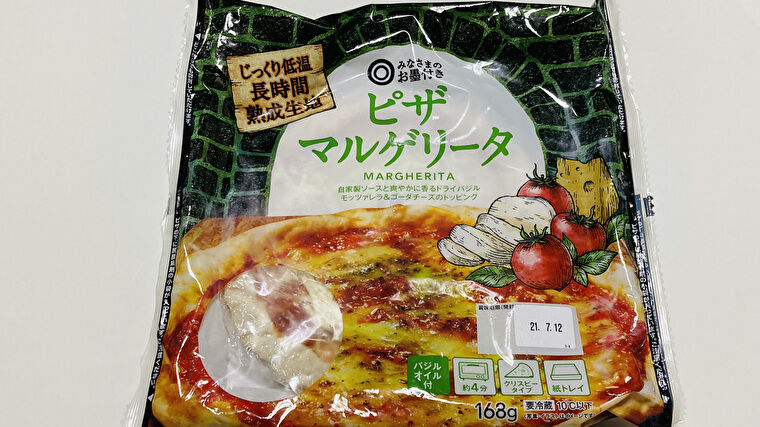 じっくり低温
長時間
熟成生地
みなさまの
お墨付き
ピザ
マルゲリータ
MARGHERITA
自家製ソースと爽やかに香るドライバジル
モッツァレラ&ゴーダチーズのトッピング
21. 7.12
バジル
オイル
付
約4分
クリスピー
タイプ
紙トレイ
168g
要冷蔵 10℃以下